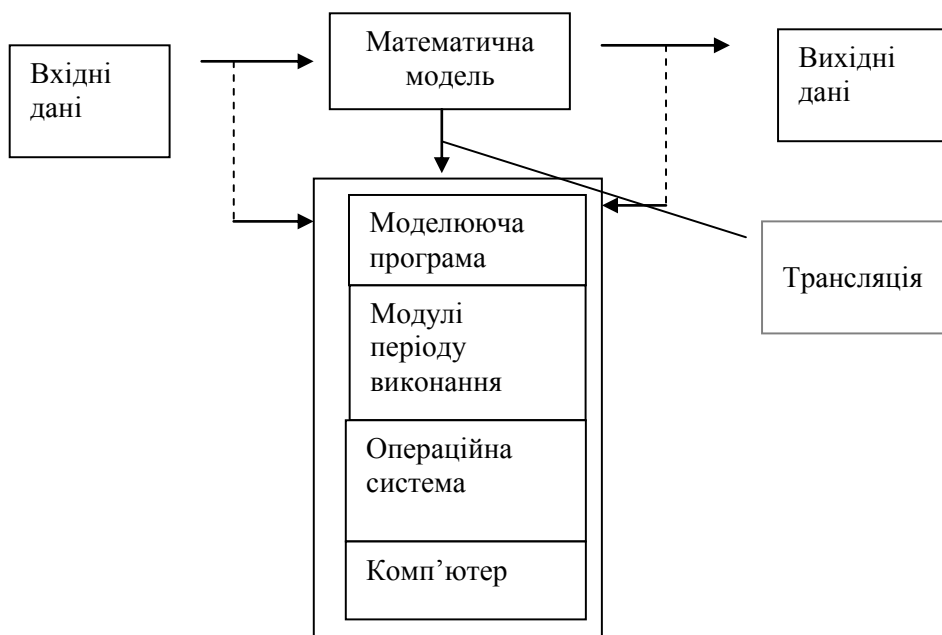 Вхідні
дані
Математична
модель
Вихідні
дані
Моделююча
програма
Трансляція
Модулі
періоду
виконання
Операційна
система
Комп’ютер